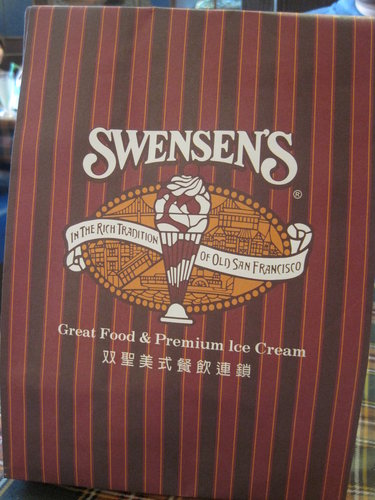 SWENSEN'S
®
IN THE RICH TRADITION
OF OLD SAN FRANCISCO
Great Food & Premium Ice Cream
双聖美式餐飲連鎖